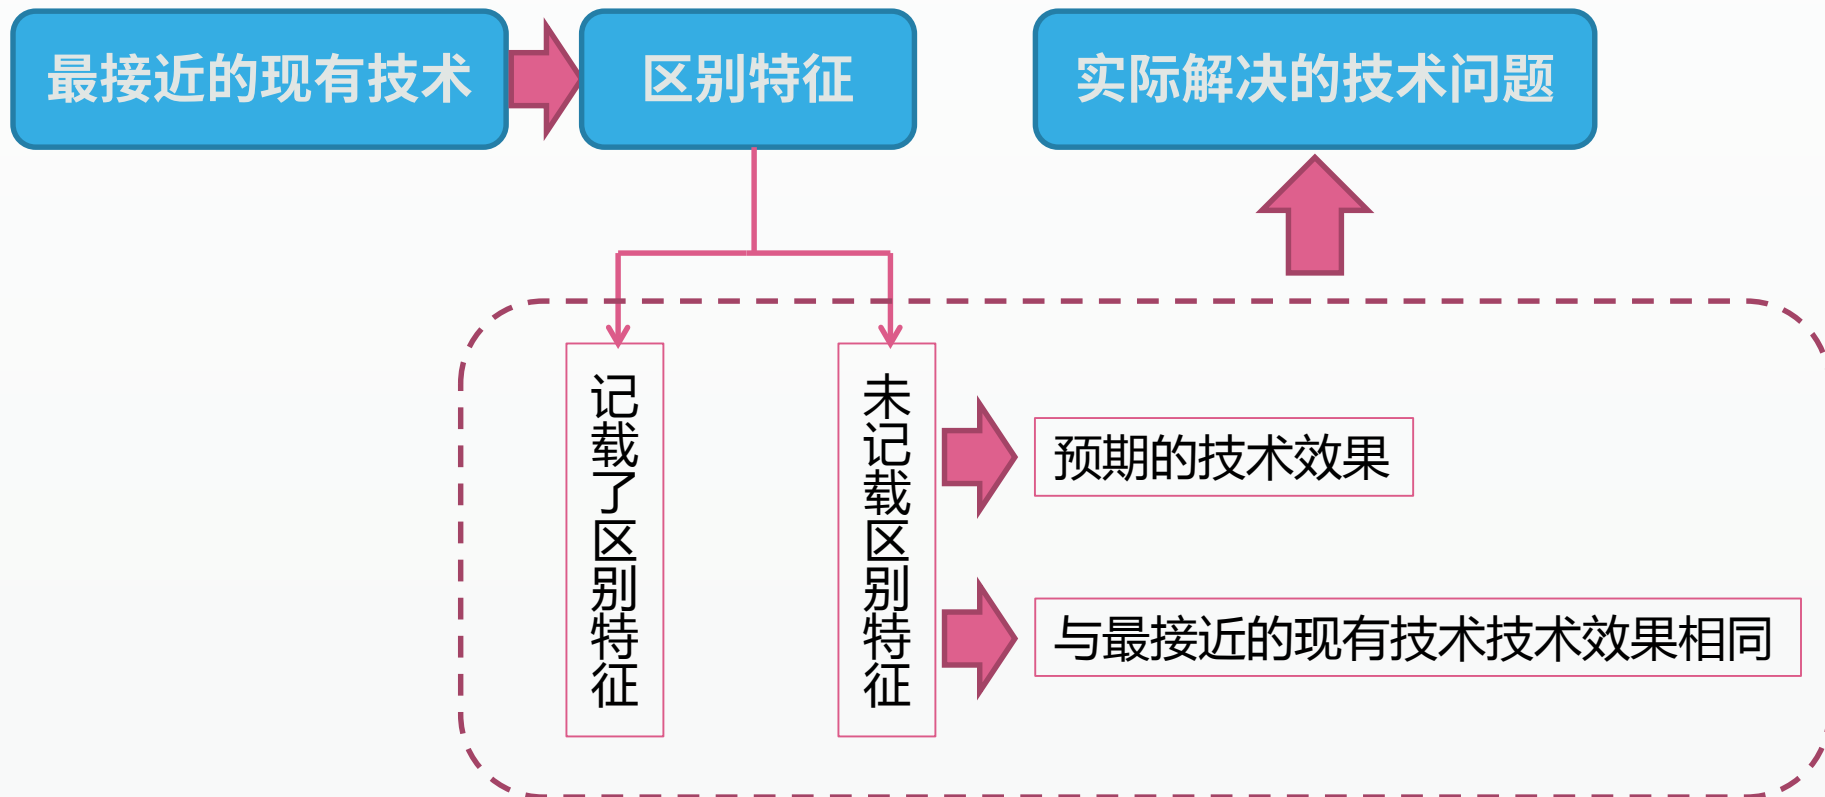 最接近的现有技术
区别特征
实际解决的技术问题
记载了区别特征
未记载区别特征
预期的技术效果
与最接近的现有技术技术效果相同